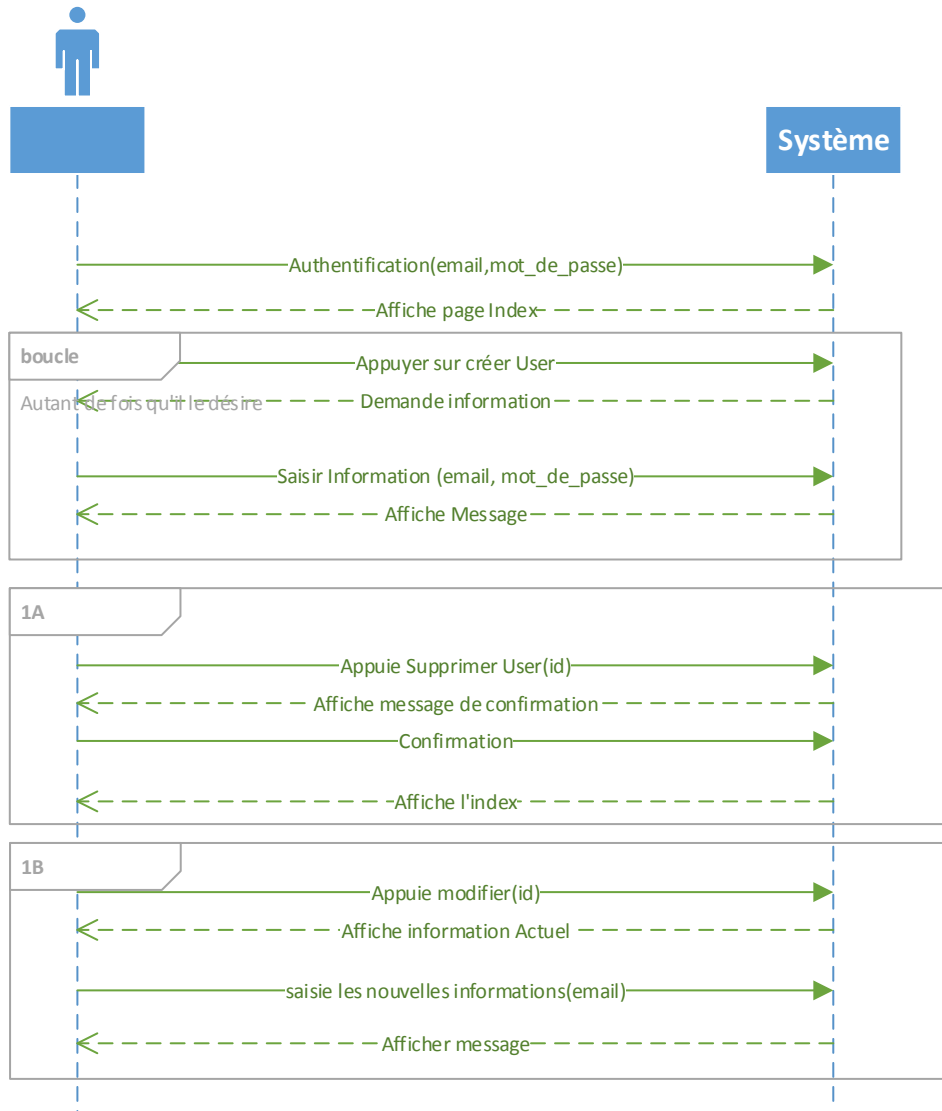 Système
Authentification(email,mot_de_passe)
Affiche page Index
boucle
Appuyer sur créer User
Autant de fois qu'il le désire
Demande information
Saisir Information (email, mot_de_passe)
Affiche Message
1A
Appuie Supprimer User(id)
Affiche message de confirmation
Confirmation
Affiche l'index
1B
Appuie modifier(id)
Affiche information Actuel
saisie les nouvelles informations(email)
Afficher message